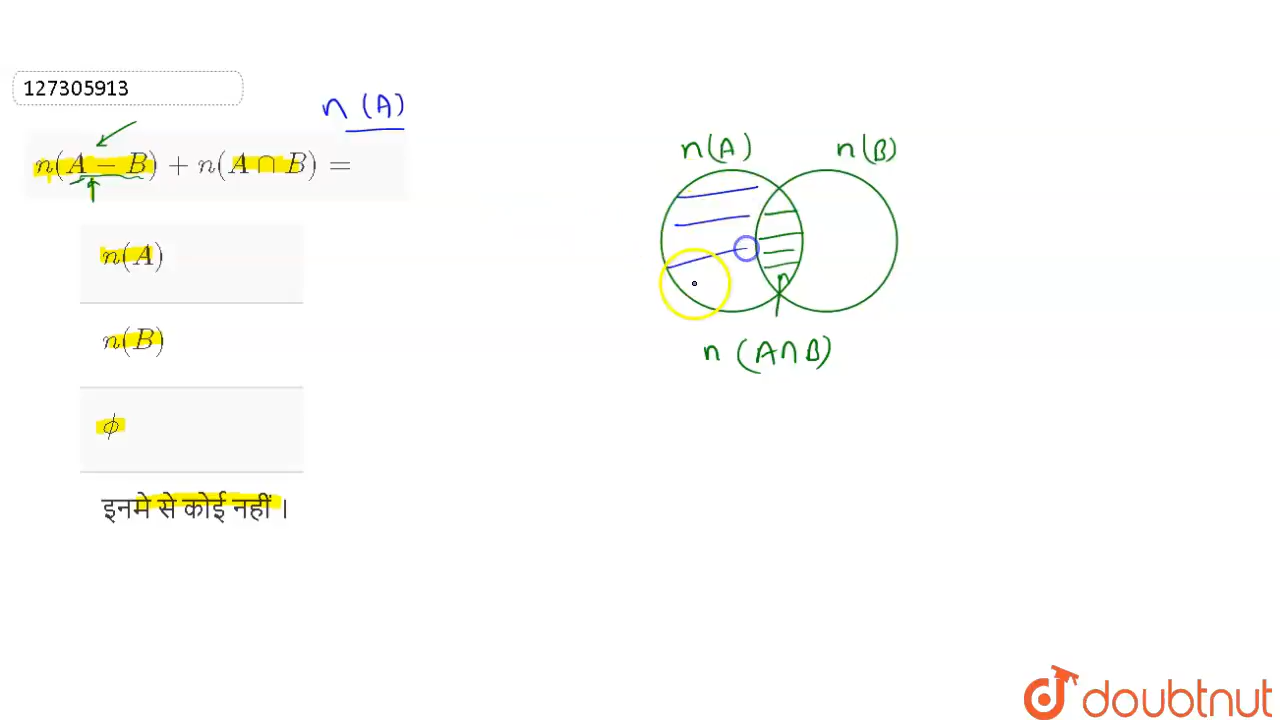 127305913
n (A)
n(A − B) + n(A ∩ B) =
n(A)
n(B)
ϕ
इनमे से कोई नहीं ।
n(A) n(B)
n
n (A∩B)
doubtnut